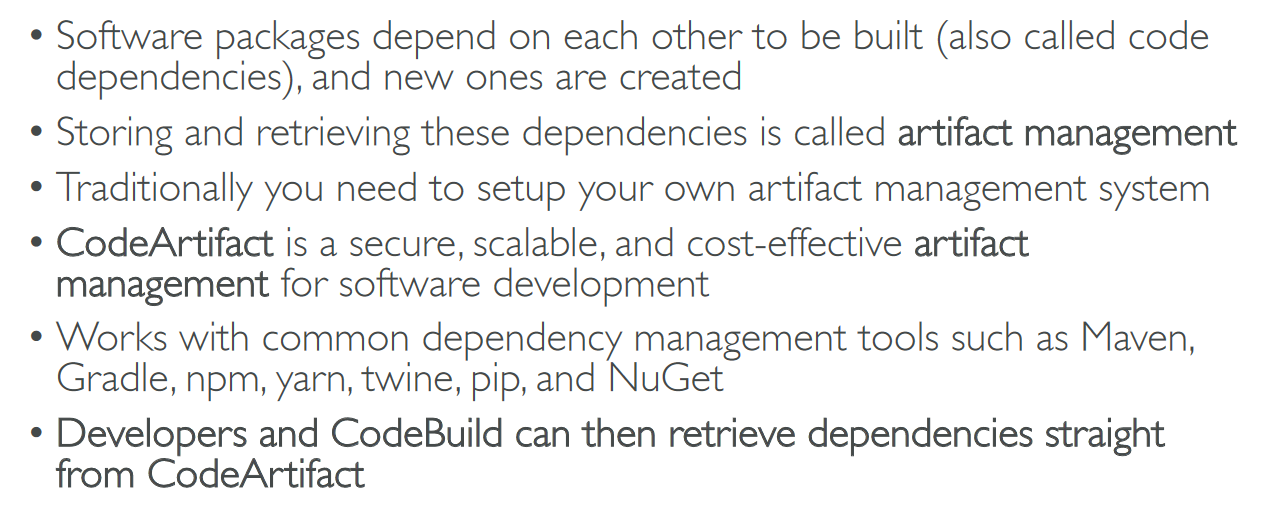 • Software packages depend on each other to be built (also called code
dependencies), and new ones are created
• Storing and retrieving these dependencies is called artifact management
• Traditionally you need to setup your own artifact management system
• CodeArtifact is a secure, scalable, and cost-effective artifact
management for software development
• Works with common dependency management tools such as Maven,
Gradle, npm, yarn, twine, pip, and NuGet
• Developers and CodeBuild can then retrieve dependencies straight
from CodeArtifact